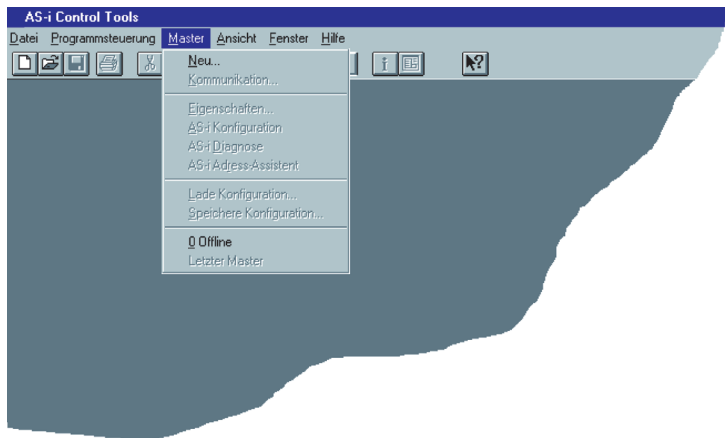 AS-i Control Tools
Datei Programmsteuerung Master Ansicht Fenster Hilfe
Neu...
Kommunikation...
Eigenschaften...
AS-i Konfiguration
AS-i Diagnose
AS-i Adress-Assistent
Lade Konfiguration...
Speichere Konfiguration...
0 Offline
Letzter Master